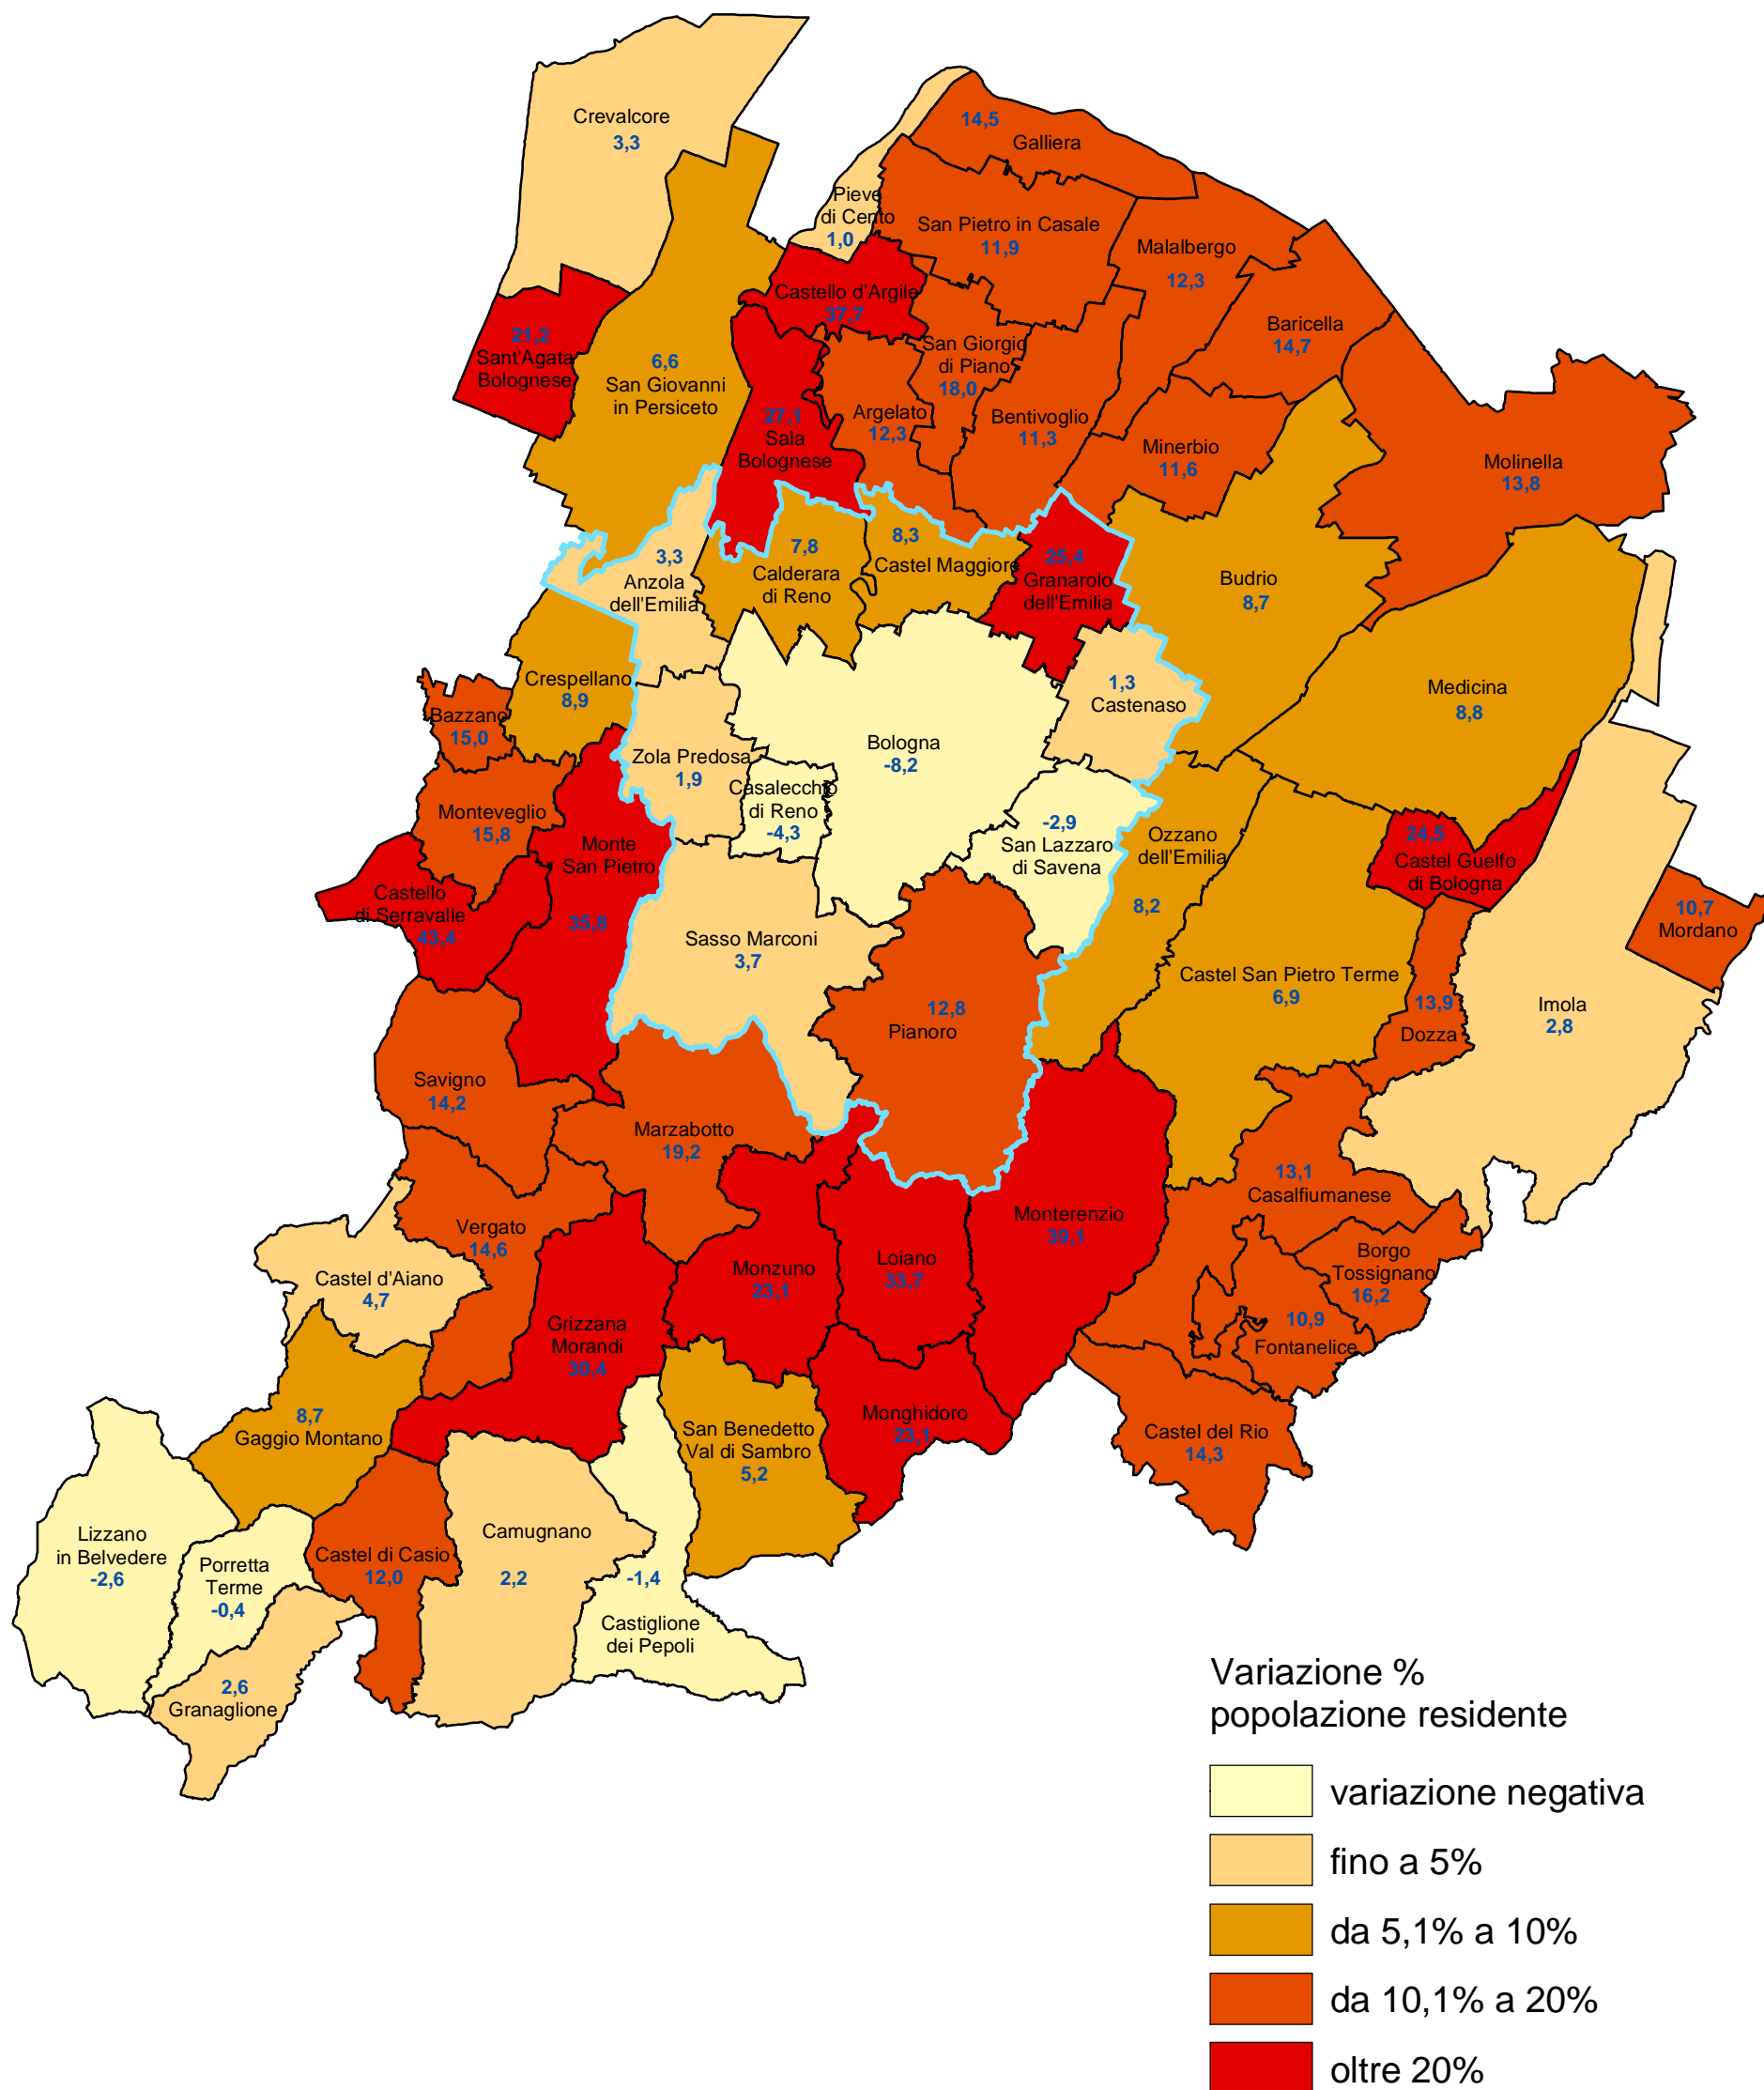 Crevalcore
3,3
14,5
Galliera
Pieve
di Cento
1,0
San Pietro in Casale
11,9
Malalbergo
12,3
Castello d'Argile
37,7
Baricella
14,7
21,2
Sant'Agata
Bolognese
6,6
San Giovanni
in Persiceto
San Giorgio
di Piano
18,0
27,1
Sala
Bolognese
Argelato
12,3
Bentivoglio
11,3
Minerbio
11,6
Molinella
13,8
3,3
Anzola
dell'Emilia
7,8
Calderara
di Reno
8,3
Castel Maggiore
25,4
Granarolo
dell'Emilia
Budrio
8,7
Crespellano
8,9
1,3
Castenaso
Medicina
8,8
Bazzano
15,0
Zola Predosa
1,9
Bologna
-8,2
Casalecchio
di Reno
-4,3
Monteveglio
15,8
Monte
San Pietro
35,8
-2,9
San Lazzaro
di Savena
Ozzano
dell'Emilia
8,2
24,5
Castel Guelfo
di Bologna
Castello
di Serravalle
43,4
10,7
Mordano
Sasso Marconi
3,7
Castel San Pietro Terme
6,9
12,8
Pianoro
13,9
Dozza
Imola
2,8
Savigno
14,2
Marzabotto
19,2
13,1
Casalfiumanese
Vergato
14,6
Monterenzio
39,1
Castel d'Aiano
4,7
Monzuno
23,1
Loiano
33,7
Borgo
Tossignano
16,2
Grizzana
Morandi
30,4
10,9
Fontanelice
8,7
Gaggio Montano
San Benedetto
Val di Sambro
5,2
Monghidoro
23,1
Castel del Rio
14,3
Lizzano
in Belvedere
-2,6
Porretta
Terme
-0,4
Castel di Casio
12,0
Camugnano
2,2
-1,4
Castiglione
dei Pepoli
2,6
Granaglione
Variazione %
popolazione residente
variazione negativa
fino a 5%
da 5,1% a 10%
da 10,1% a 20%
oltre 20%